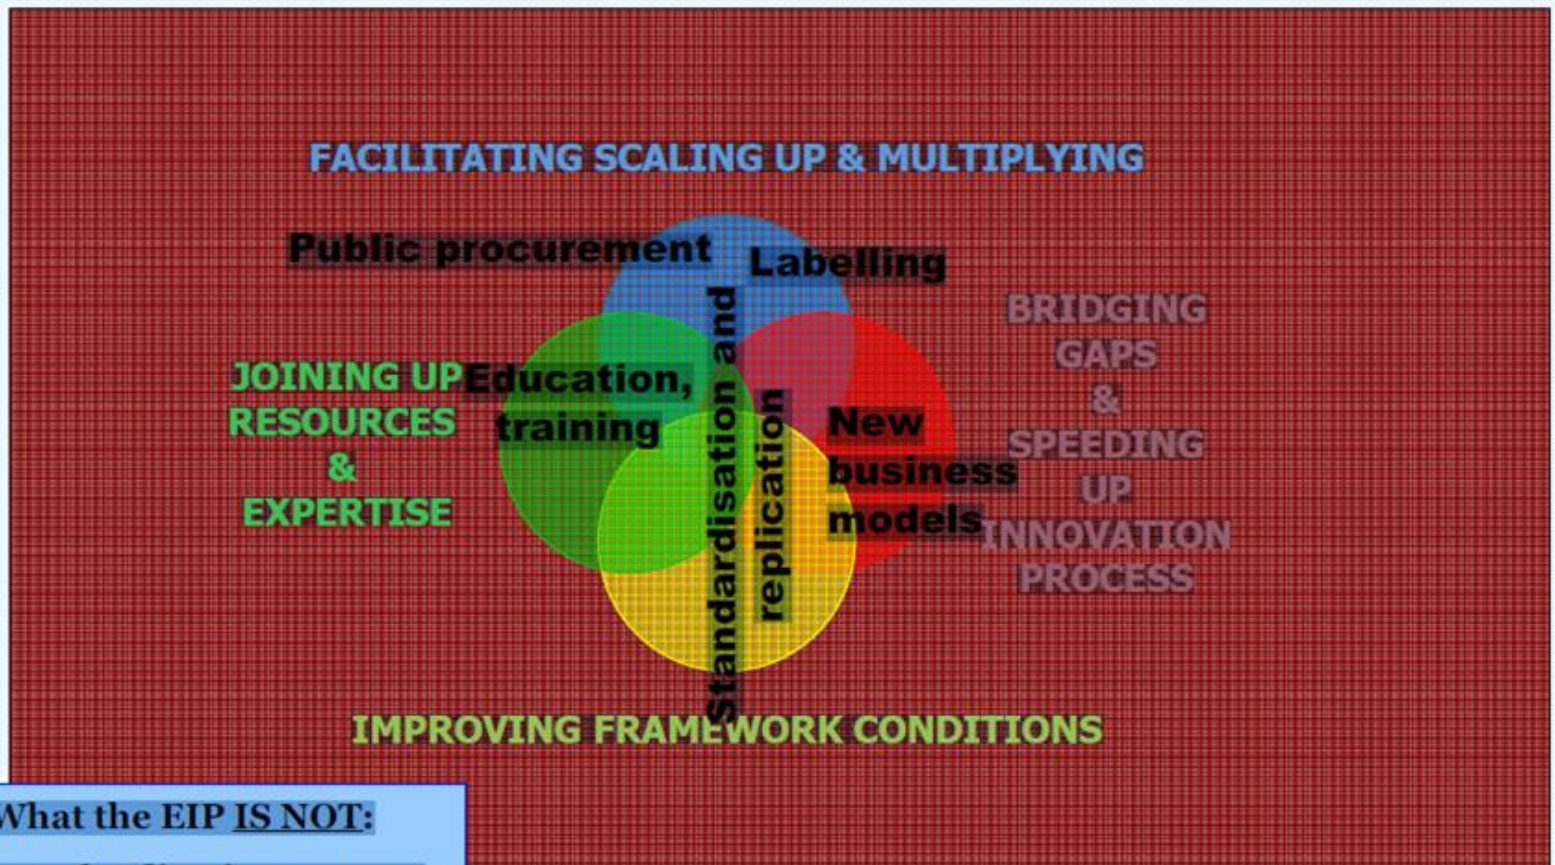 FACILITATING SCALING UP & MULTIPLYING
Public procurement
Labelling
JOINING UP
RESOURCES
&
EXPERTISE
Education,
training
Standardisation and
replication
New
business
models
BRIDGING
GAPS
&
SPEEDING
UP
INNOVATION
PROCESS
IMPROVING FRAMEWORK CONDITIONS
What the EIP IS NOT: